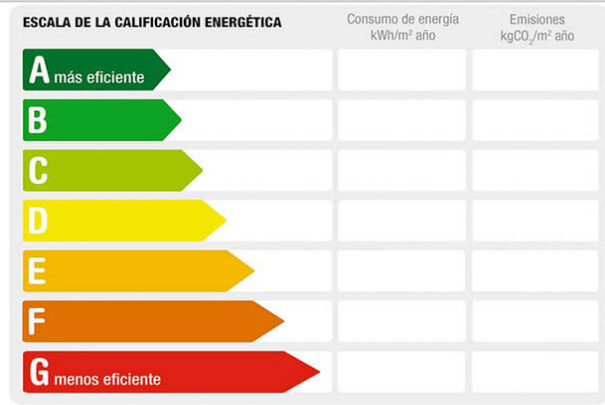 ESCALA DE LA CALIFICACIÓN ENERGÉTICA
Consumo de energía
kWh/m² año
Emisiones
kgCO₂/m² año
A más eficiente
B
C
D
E
F
G menos eficiente